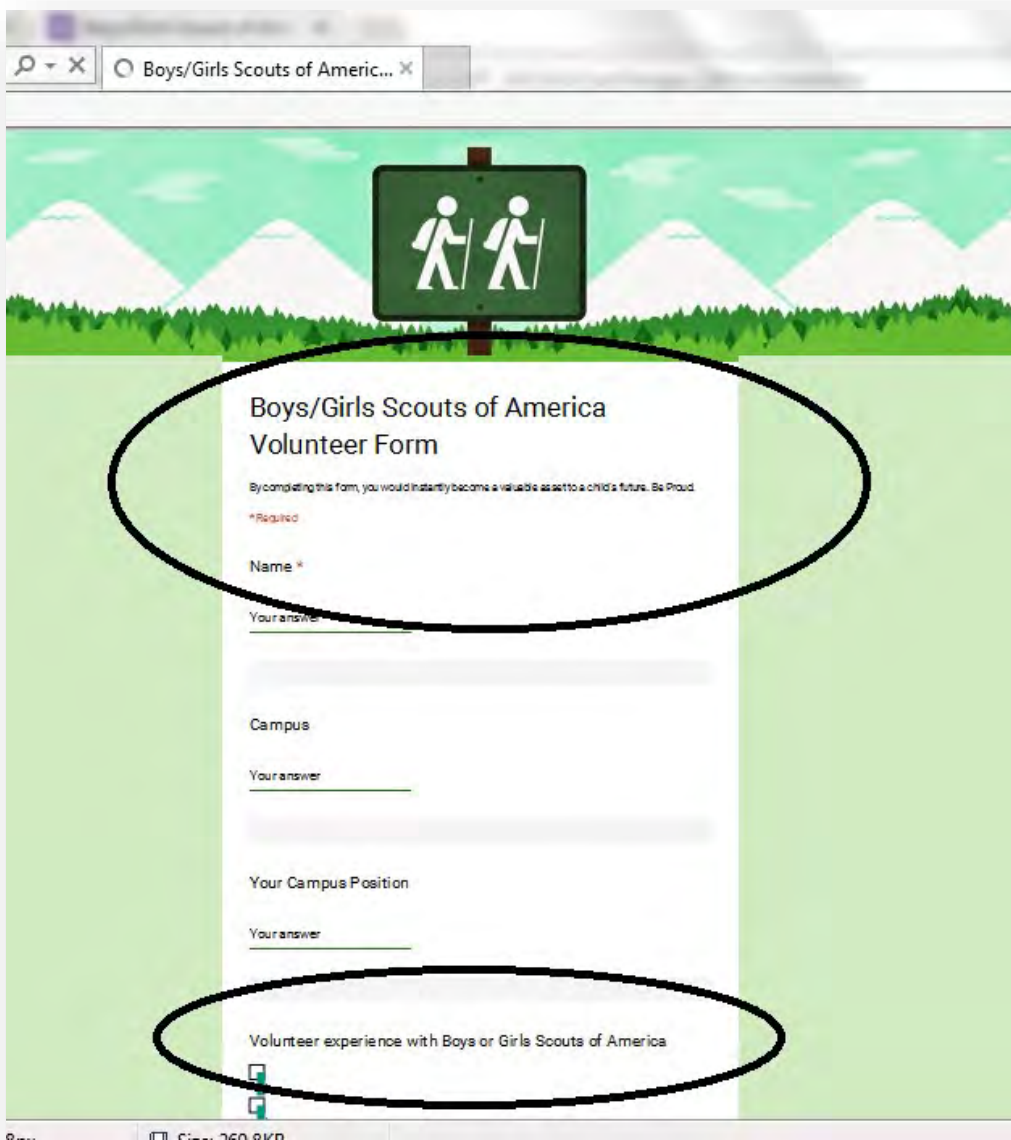 Boys/Girls Scouts of Americ...
Boys/Girls Scouts of America
Volunteer Form
By completing this form, you would instantly become a valuable asset to a child's future. Be Proud.
*Required
Name *
Your answer
Campus
Your answer
Your Campus Position
Your answer
Volunteer experience with Boys or Girls Scouts of America
Size: 260.8KB